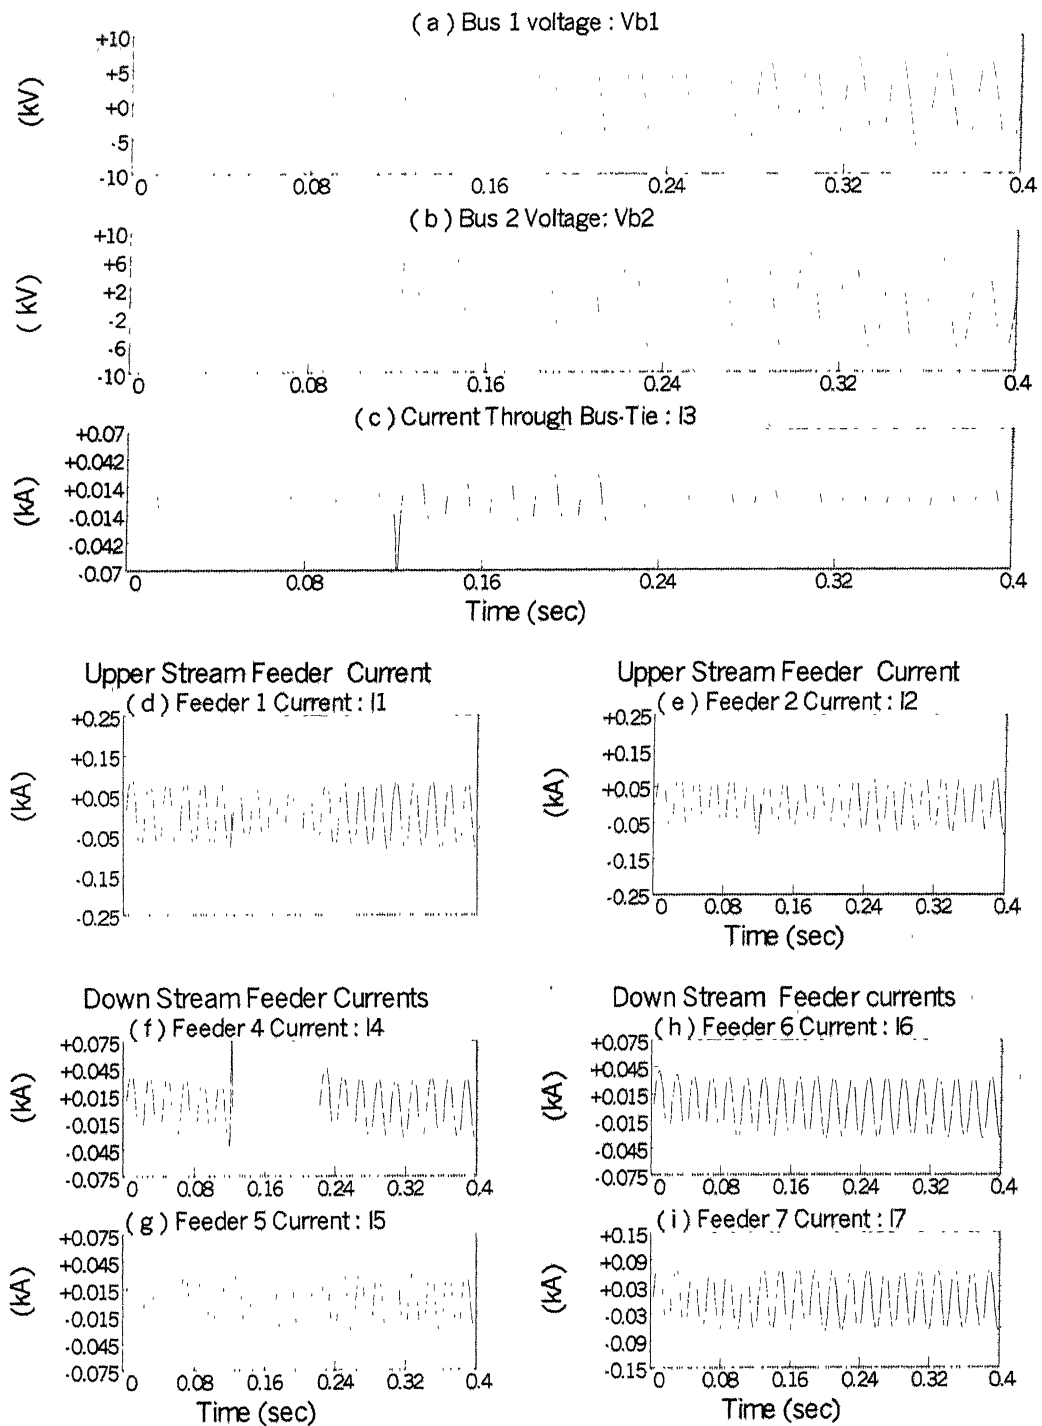 ( a ) Bus 1 voltage : Vb1
+10
+5
+0
-5
-10
(kV)
0 0.08 0.16 0.24 0.32 0.4
( b ) Bus 2 Voltage: Vb2
+10
+6
+2
-2
-6
-10
( kV)
0 0.08 0.16 0.24 0.32 0.4
( c ) Current Through Bus-Tie : I3
+0.07
+0.042
+0.014
-0.014
-0.042
-0.07
(kA)
0 0.08 0.16 0.24 0.32 0.4
Time (sec)
Upper Stream Feeder Current
( d ) Feeder 1 Current : I1
+0.25
+0.15
+0.05
-0.05
-0.15
-0.25
(kA)
Upper Stream Feeder Current
( e ) Feeder 2 Current : I2
+0.25
+0.15
+0.05
-0.05
-0.15
-0.25
(kA)
0 0.08 0.16 0.24 0.32 0.4
Time (sec)
Down Stream Feeder Currents
( f ) Feeder 4 Current : I4
+0.075
+0.045
+0.015
-0.015
-0.045
-0.075
(kA)
0 0.08 0.16 0.24 0.32 0.4
( g ) Feeder 5 Current : I5
+0.075
+0.045
+0.015
-0.015
-0.045
-0.075
(kA)
0 0.08 0.16 0.24 0.32 0.4
Time (sec)
Down Stream Feeder currents
( h ) Feeder 6 Current : I6
+0.075
+0.045
+0.015
-0.015
-0.045
-0.075
(kA)
0 0.08 0.16 0.24 0.32 0.4
( i ) Feeder 7 Current : I7
+0.15
+0.09
+0.03
-0.03
-0.09
-0.15
(kA)
0 0.08 0.16 0.24 0.32 0.4
Time (sec)